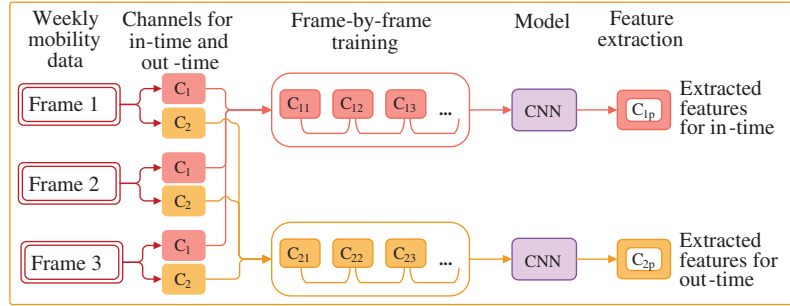 Weekly
mobility
data
Channels for
in-time and
out -time
Frame-by-frame
training
Model
Feature
extraction
Frame 1
C1
C2
C11 C12 C13 ...
CNN
C1p
Extracted
features
for in-time
Frame 2
C1
C2
Frame 3
C1
C2
C21 C22 C23 ...
CNN
C2p
Extracted
features for
out-time